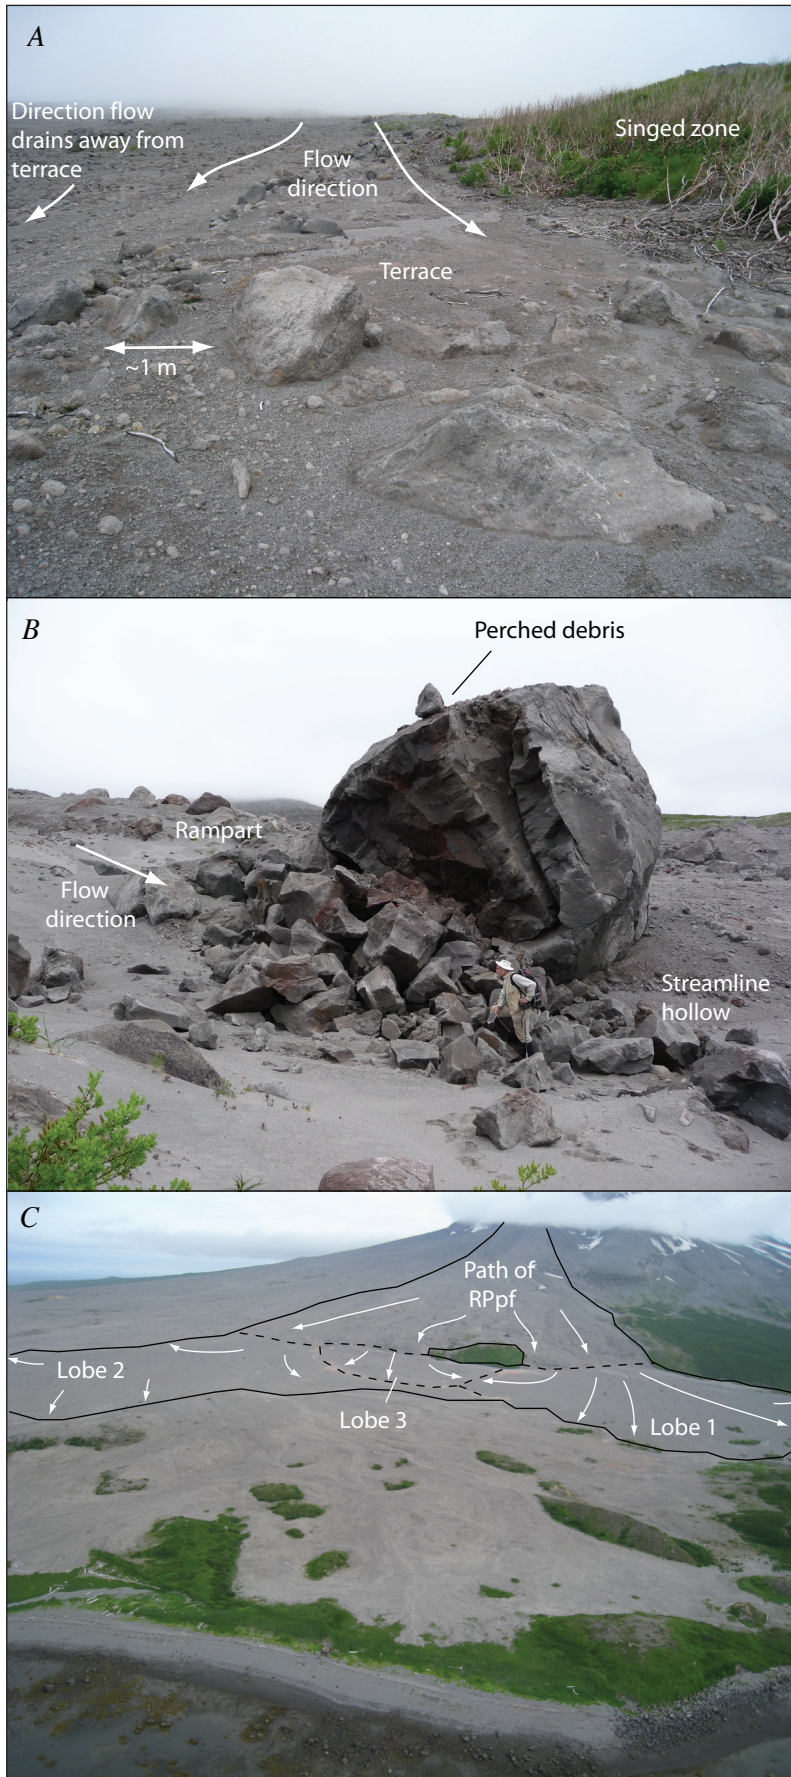 A
Direction flow
drains away from
terrace
Flow
direction
Singed zone
Terrace
~1 m
B
Perched debris
Rampart
Flow
direction
Streamline
hollow
C
Path of
RPpf
Lobe 2
Lobe 3
Lobe 1